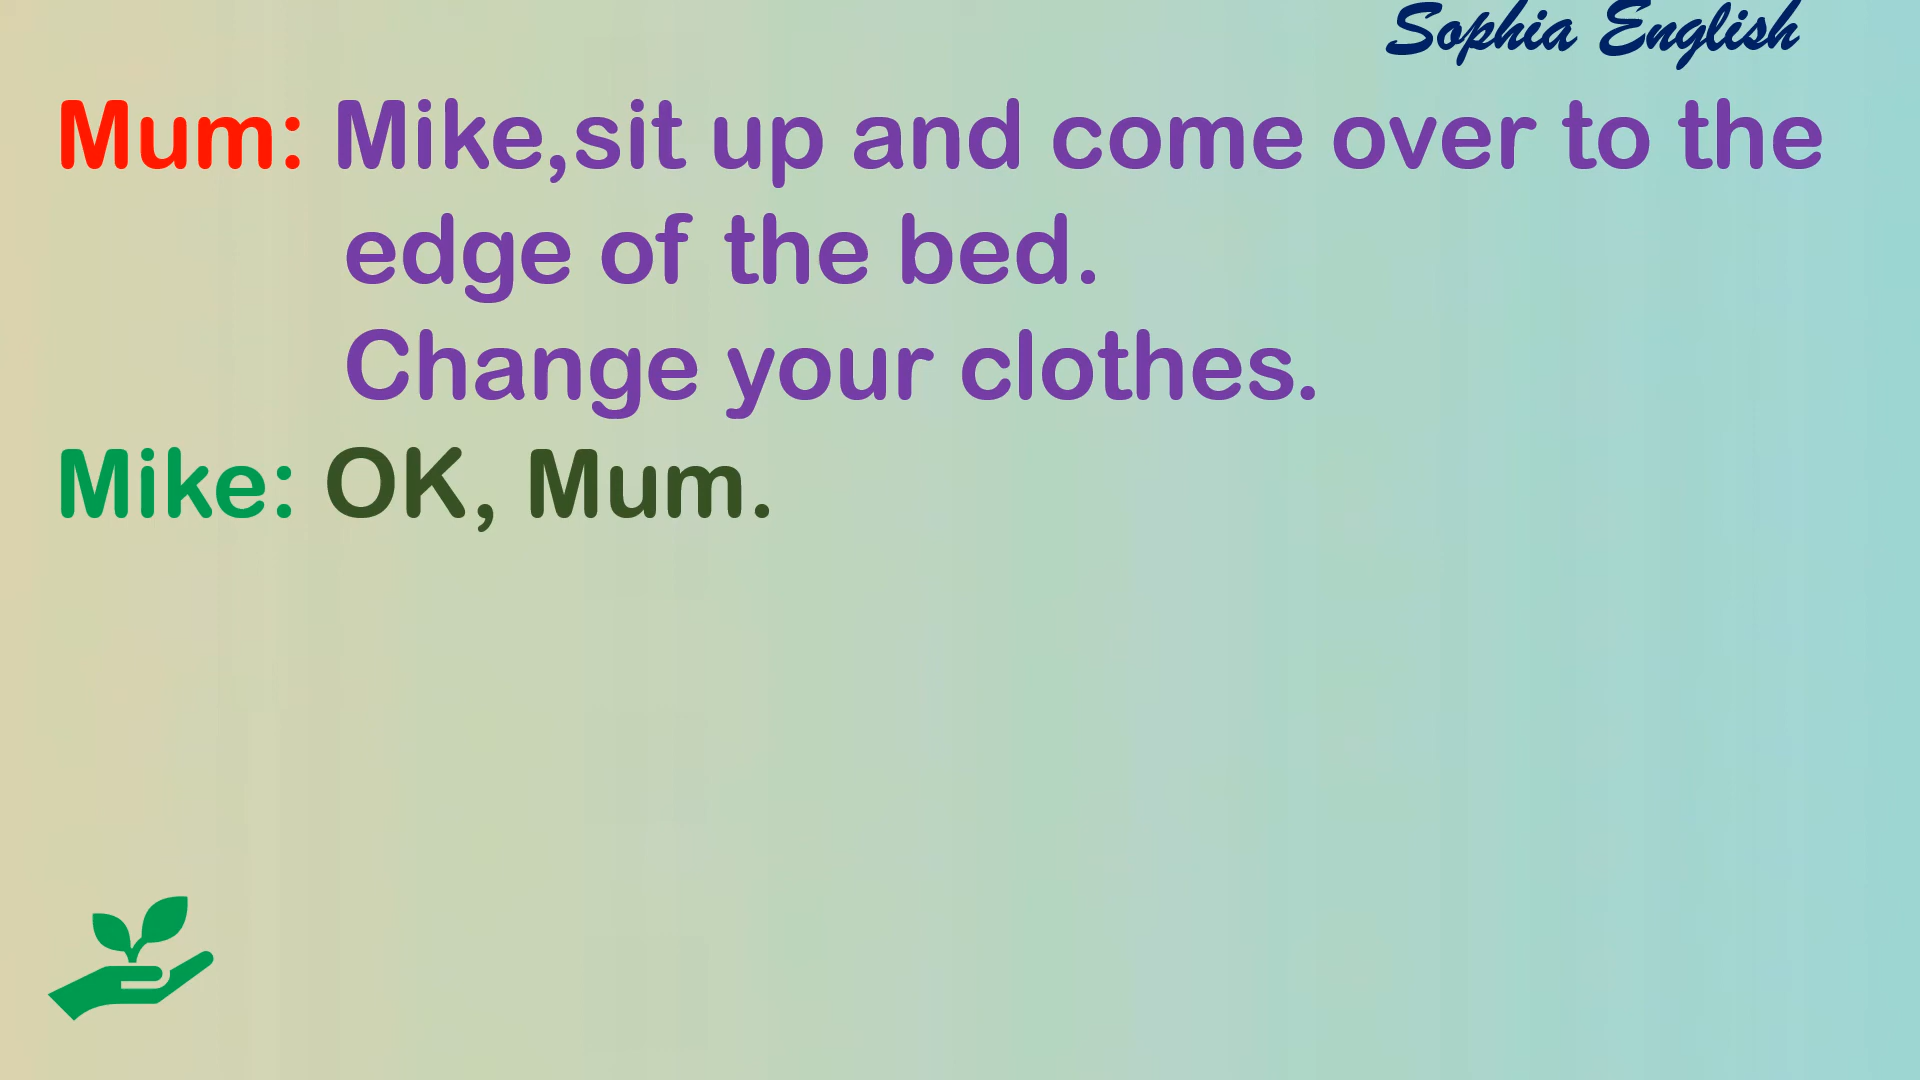 Sophia English
Mum: Mike,sit up and come over to the
edge of the bed.
Change your clothes.
Mike: OK, Mum.